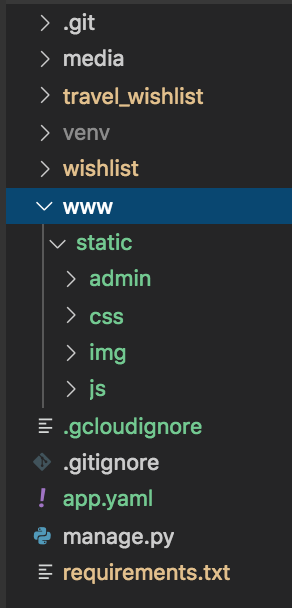 .git
media
travel_wishlist
venv
wishlist
www
static
admin
css
img
js
.gcloudignore
.gitignore
app.yaml
manage.py
requirements.txt